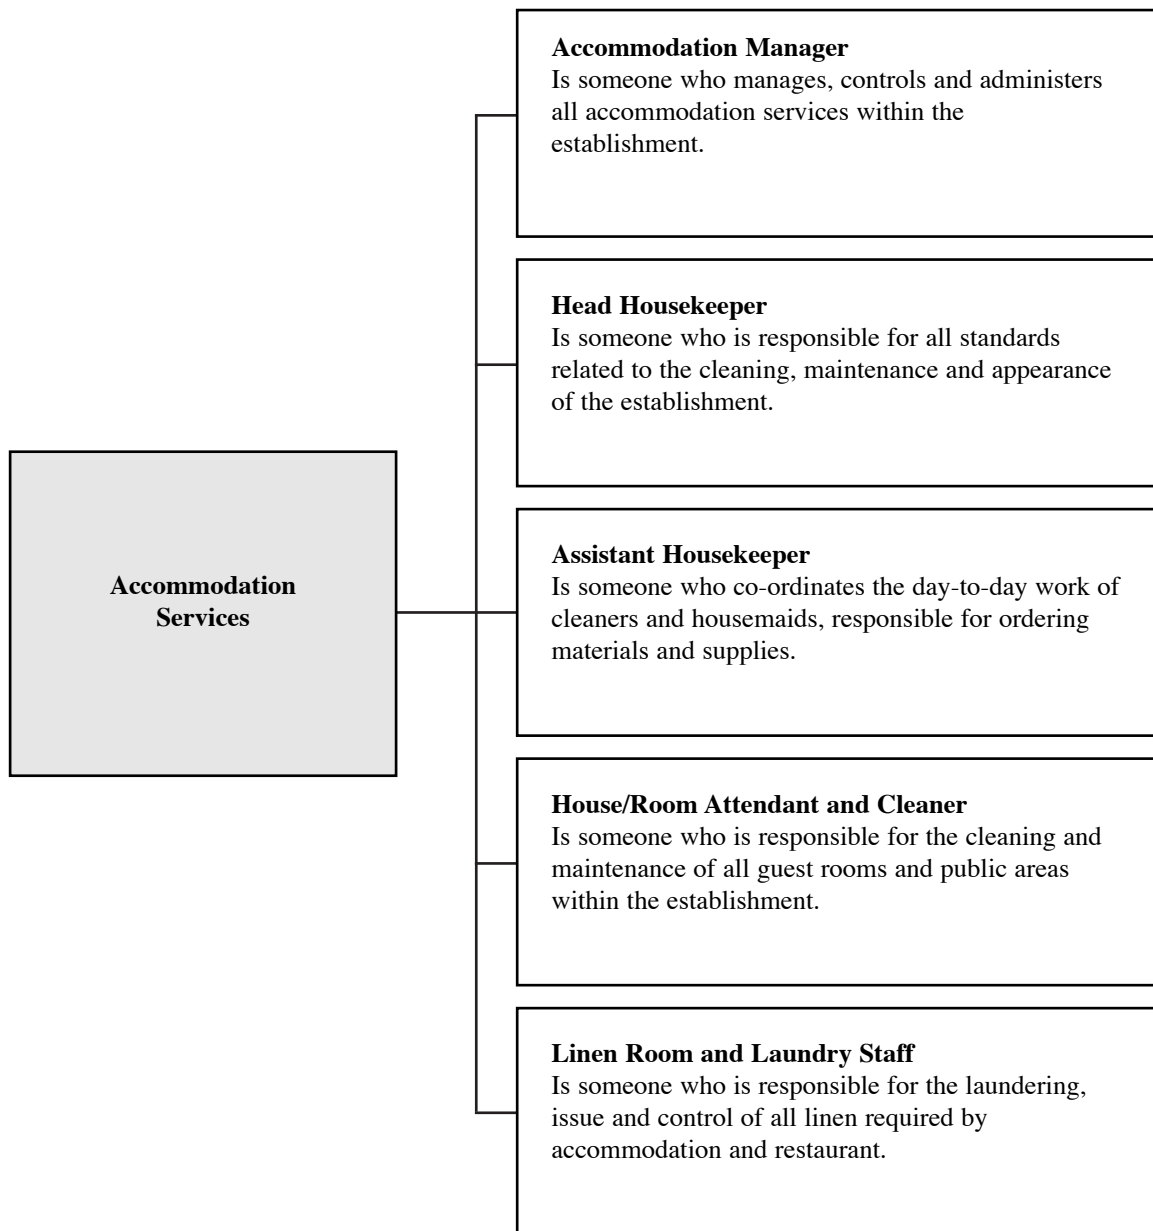 Accommodation Manager
Is someone who manages, controls and administers
all accommodation services within the
establishment.
Head Housekeeper
Is someone who is responsible for all standards
related to the cleaning, maintenance and appearance
of the establishment.
Accommodation
Services
Assistant Housekeeper
Is someone who co-ordinates the day-to-day work of
cleaners and housemaids, responsible for ordering
materials and supplies.
House/Room Attendant and Cleaner
Is someone who is responsible for the cleaning and
maintenance of all guest rooms and public areas
within the establishment.
Linen Room and Laundry Staff
Is someone who is responsible for the laundering,
issue and control of all linen required by
accommodation and restaurant.